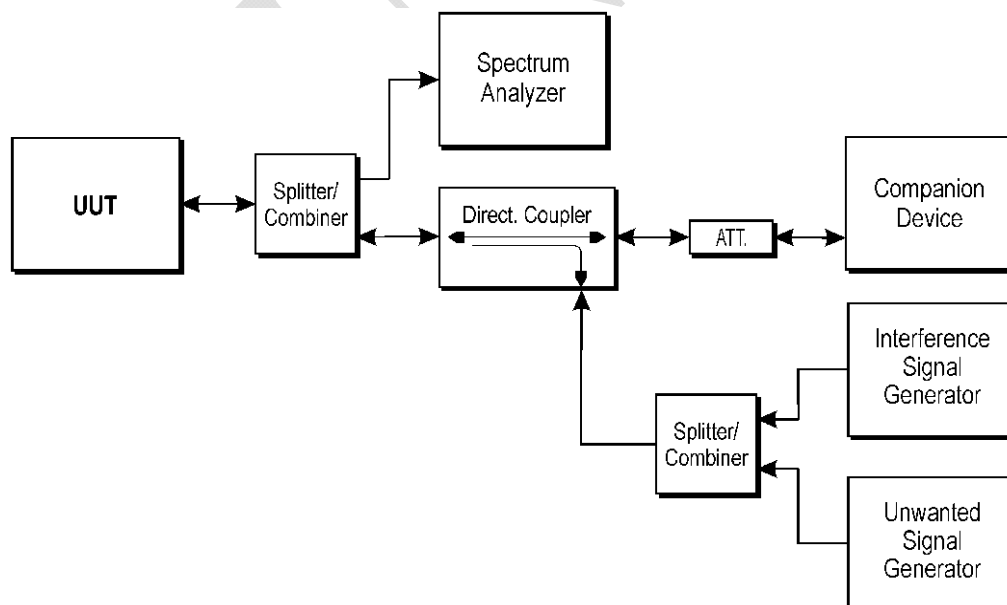 Spectrum
Analyzer
UUT
Splitter/
Combiner
Direct. Coupler
ATT.
Companion
Device
Interference
Signal
Generator
Splitter/
Combiner
Unwanted
Signal
Generator